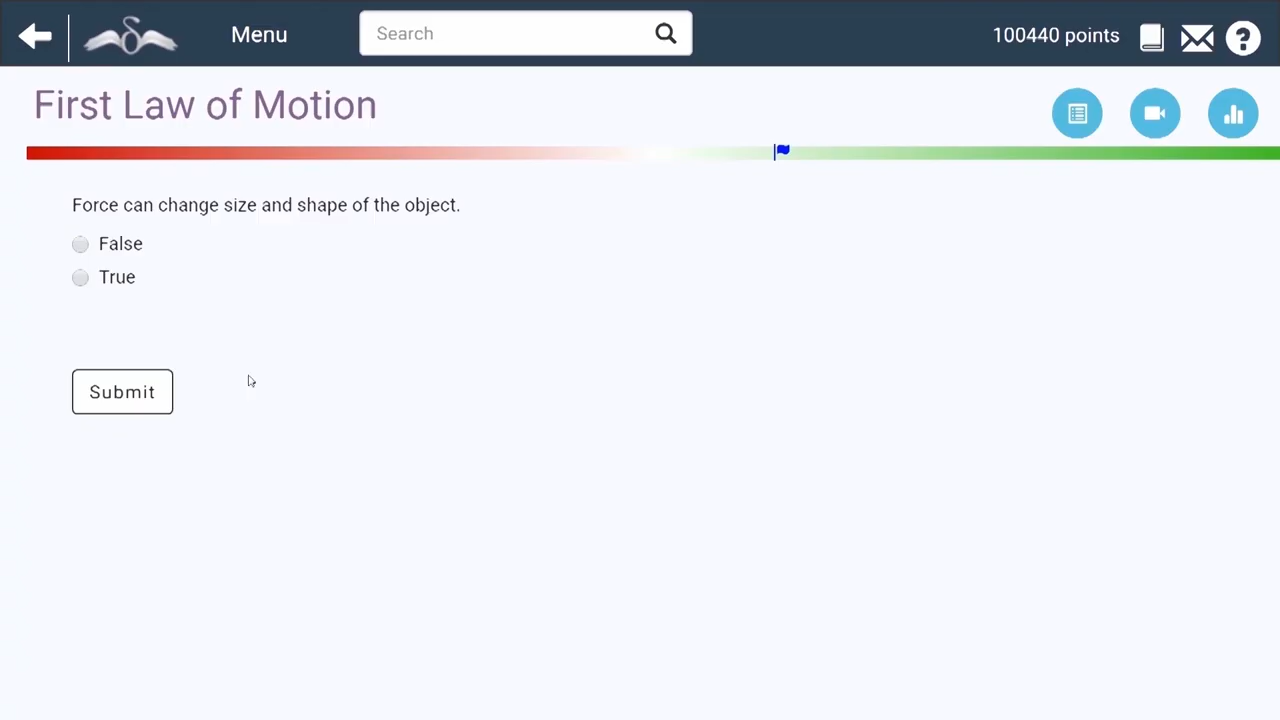 Menu
Search
100440 points
First Law of Motion
Force can change size and shape of the object.
False
True
Submit